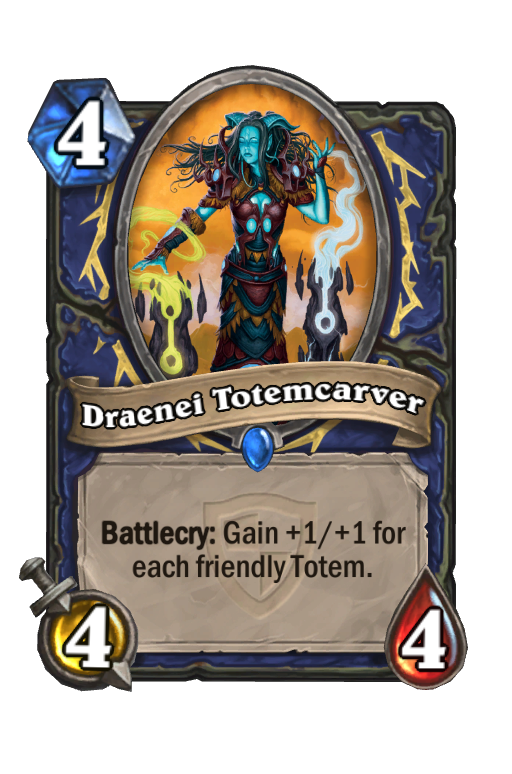 4
Draenei Totemcarver
Battlecry: Gain +1/+1 for
each friendly Totem.
4
4